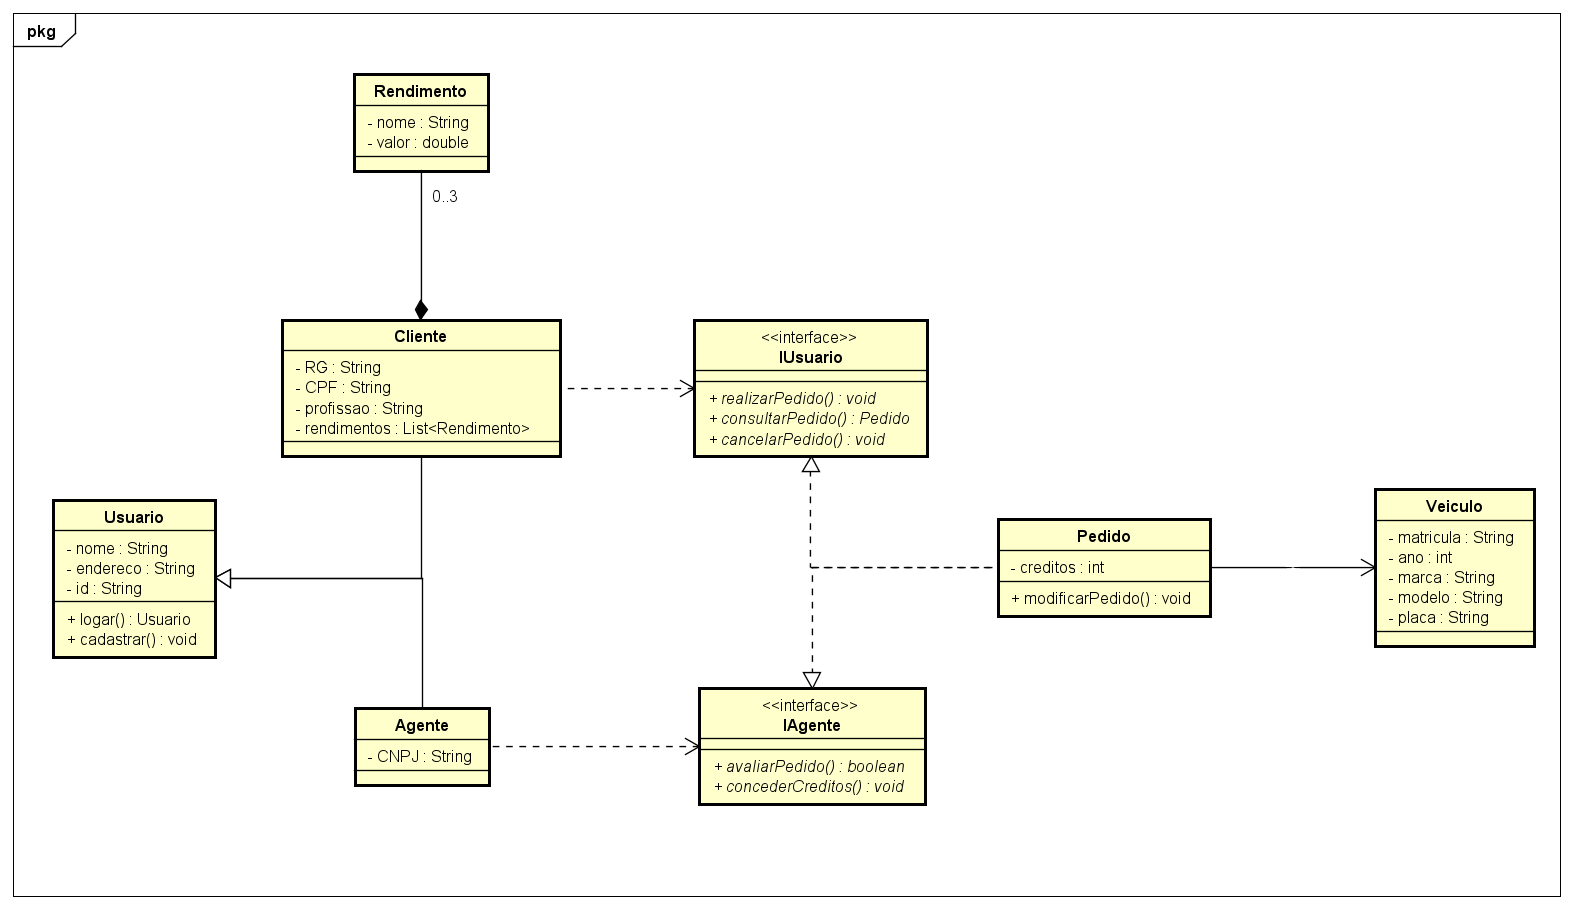 pkg
Rendimento
- nome : String
- valor : double
0..3
Cliente
- RG : String
- CPF : String
- profissao : String
- rendimentos : List<Rendimento>
<<interface>>
IUsuario
+ realizarPedido() : void
+ consultarPedido() : Pedido
+ cancelarPedido() : void
Usuario
- nome : String
- endereco : String
- id : String
+ logar() : Usuario
+ cadastrar() : void
Pedido
- creditos : int
+ modificarPedido() : void
Veiculo
- matricula : String
- ano : int
- marca : String
- modelo : String
- placa : String
Agente
- CNPJ : String
<<interface>>
IAgente
+ avaliarPedido() : boolean
+ concederCreditos() : void